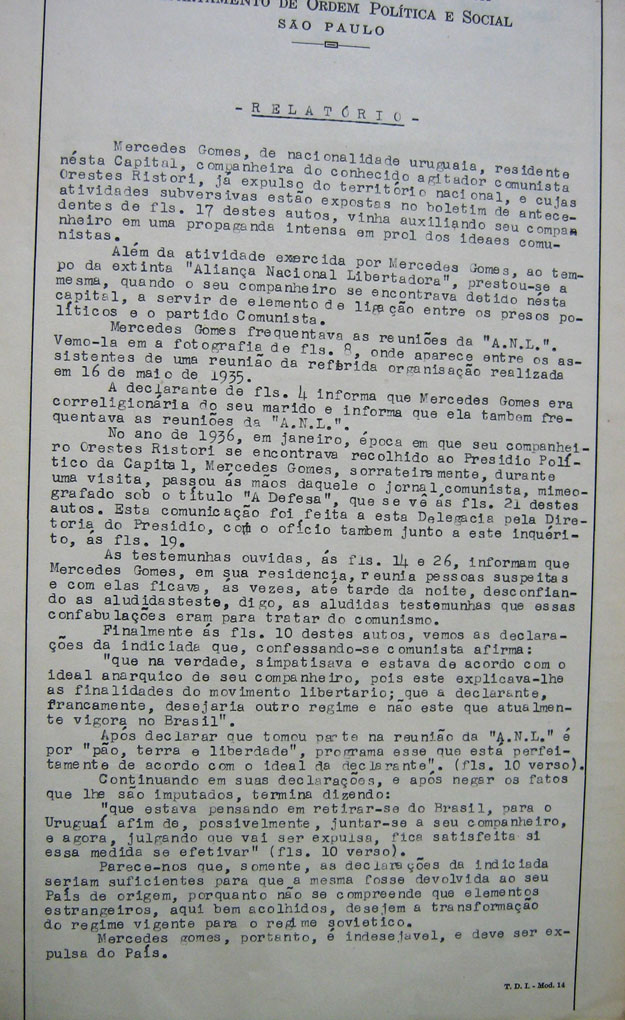 DE ORDEM POLÍTICA E SOCIAL
SÃO PAULO
- RELATÓRIO -
Mercedes Gomes, de nacionalidade uruguaia, residente
nésta Capital, companheira do conhecido agitador comunista
Orestes Ristori, já expulso do território nacional, e cujas
atividades subversivas estão expostas no boletim de antece-
dentes de fls. 17 destes autos, vinha auxiliando seu compan
nheiro em uma propaganda intensa em prol dos ideaes comu-
nistas.
Além da atividade exercida por Mercedes Gomes, ao tem-
po da extinta "Aliança Nacional Libertadora", prestou-se a
mesma, quando o seu companheiro se encontrava detido nésta
capital, a servir de elemento de ligação entre os presos po-
líticos e o partido Comunista.
Mercedes Gomes frequentava as reuniões da "A.N.L.".
Vemo-la em a fotografia de fls. 8, onde aparece entre os as-
sistentes de uma reunião da referida organisação realizada
em 16 de maio de 1935.
A declarante de fls. 4 informa que Mercedes Gomes era
correligionária do seu marido e informa que ela tambem fre-
quentava as reuniões da "A.N.L.".
No ano de 1936, em janeiro, época em que seu companhei-
ro Orestes Ristori se encontrava recolhido ao Presidio Polí-
tico da Capital, Mercedes Gomes, sorrateiramente, durante
uma visita, passou ás mãos daquele o jornal comunista, mimeo-
grafado sob o título "A Defesa", que se vê ás fls. 21 destes
autos. Esta comunicação foi feita a esta Delegacia pela Dire-
toria do Presidio, com o ofício tambem junto a este inquéri-
to, ás fls. 19.
As testemunhas ouvidas, ás fls. 14 e 26, informam que
Mercedes Gomes, em sua residencia, reunia pessoas suspeitas
e com elas ficava, ás vezes, até tarde da noite, desconfian-
do as aludidasteste, digo, as aludidas testemunhas que essas
confabulações eram para tratar do comunismo.
Finalmente ás fls. 10 destes autos, vemos as declara-
ções da indiciada que, confessando-se comunista afirma:
"que na verdade, simpatisava e estava de acordo com o
ideal anarquico de seu companheiro, pois este explicava-lhe
as finalidades do movimento libertario; que a declarante,
francamente, desejaria outro regime e não este que atualmen-
te vigora no Brasil".
Após declarar que tomou parte na reunião da "A.N.L." é
por "pão, terra e liberdade", programa esse que está perfei-
tamente de acordo com o ideal da declarante". (fls. 10 verso).
Continuando em suas declarações, e após negar os fatos
que lhe são imputados, termina dizendo:
"que estava pensando em retirar-se do Brasil, para o
Uruguaí afim de, possivelmente, juntar-se a seu companheiro,
e agora, julgando que vai ser expulsa, fica satisfeita si
essa medida se efetivar" (fls. 10 verso).
Parece-nos que, somente, as declarações da indiciada
seriam suficientes para que a mesma fosse devolvida ao seu
País de origem, porquanto não se compreende que elementos
estrangeiros, aqui bem acolhidos, desejem a transformação
do regime vigente para o regime sovietico.
Mercedes gomes, portanto, é indesejavel, e deve ser ex-
pulsa do País.
T. D. I. - Mod. 14